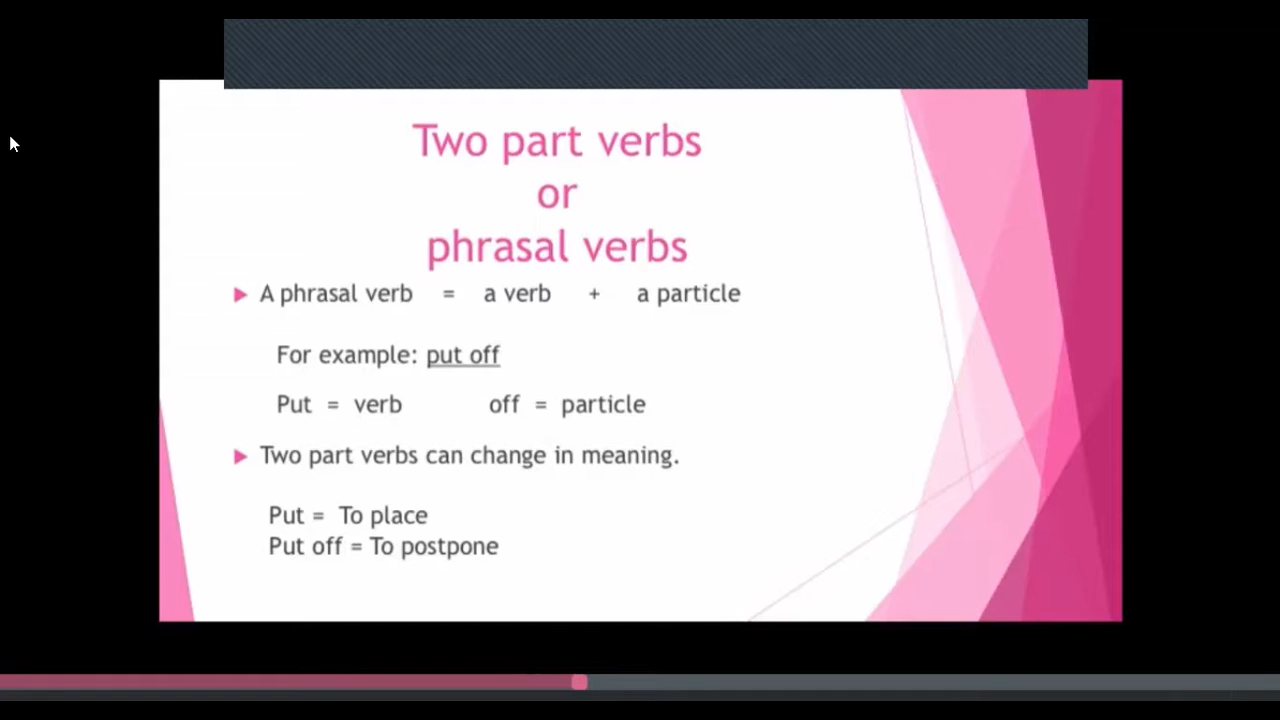 Two part verbs
or
phrasal verbs
A phrasal verb = a verb + a particle
For example: put off
Put = verb off = particle
Two part verbs can change in meaning.
Put = To place
Put off = To postpone